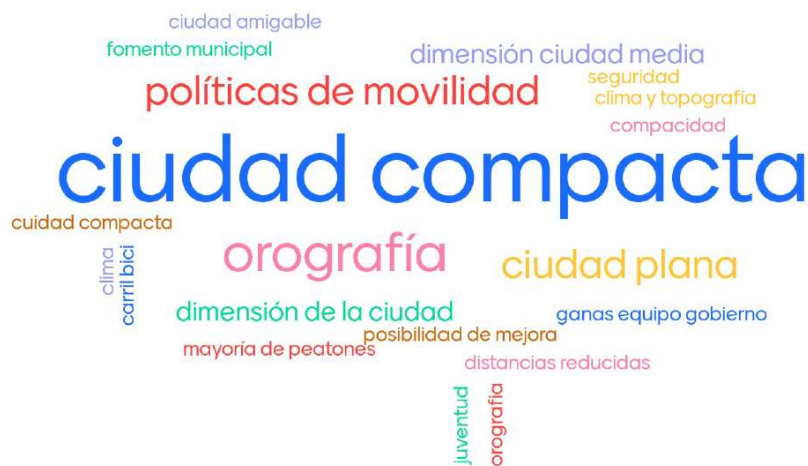 ciudad amigable
fomento municipal
dimensión ciudad media
seguridad
políticas de movilidad
clima y topografía
compacidad
ciudad compacta
cuidad compacta
orografía
ciudad plana
clima
carril bici
dimensión de la ciudad
ganas equipo gobierno
posibilidad de mejora
mayoría de peatones
distancias reducidas
juventud
orografia